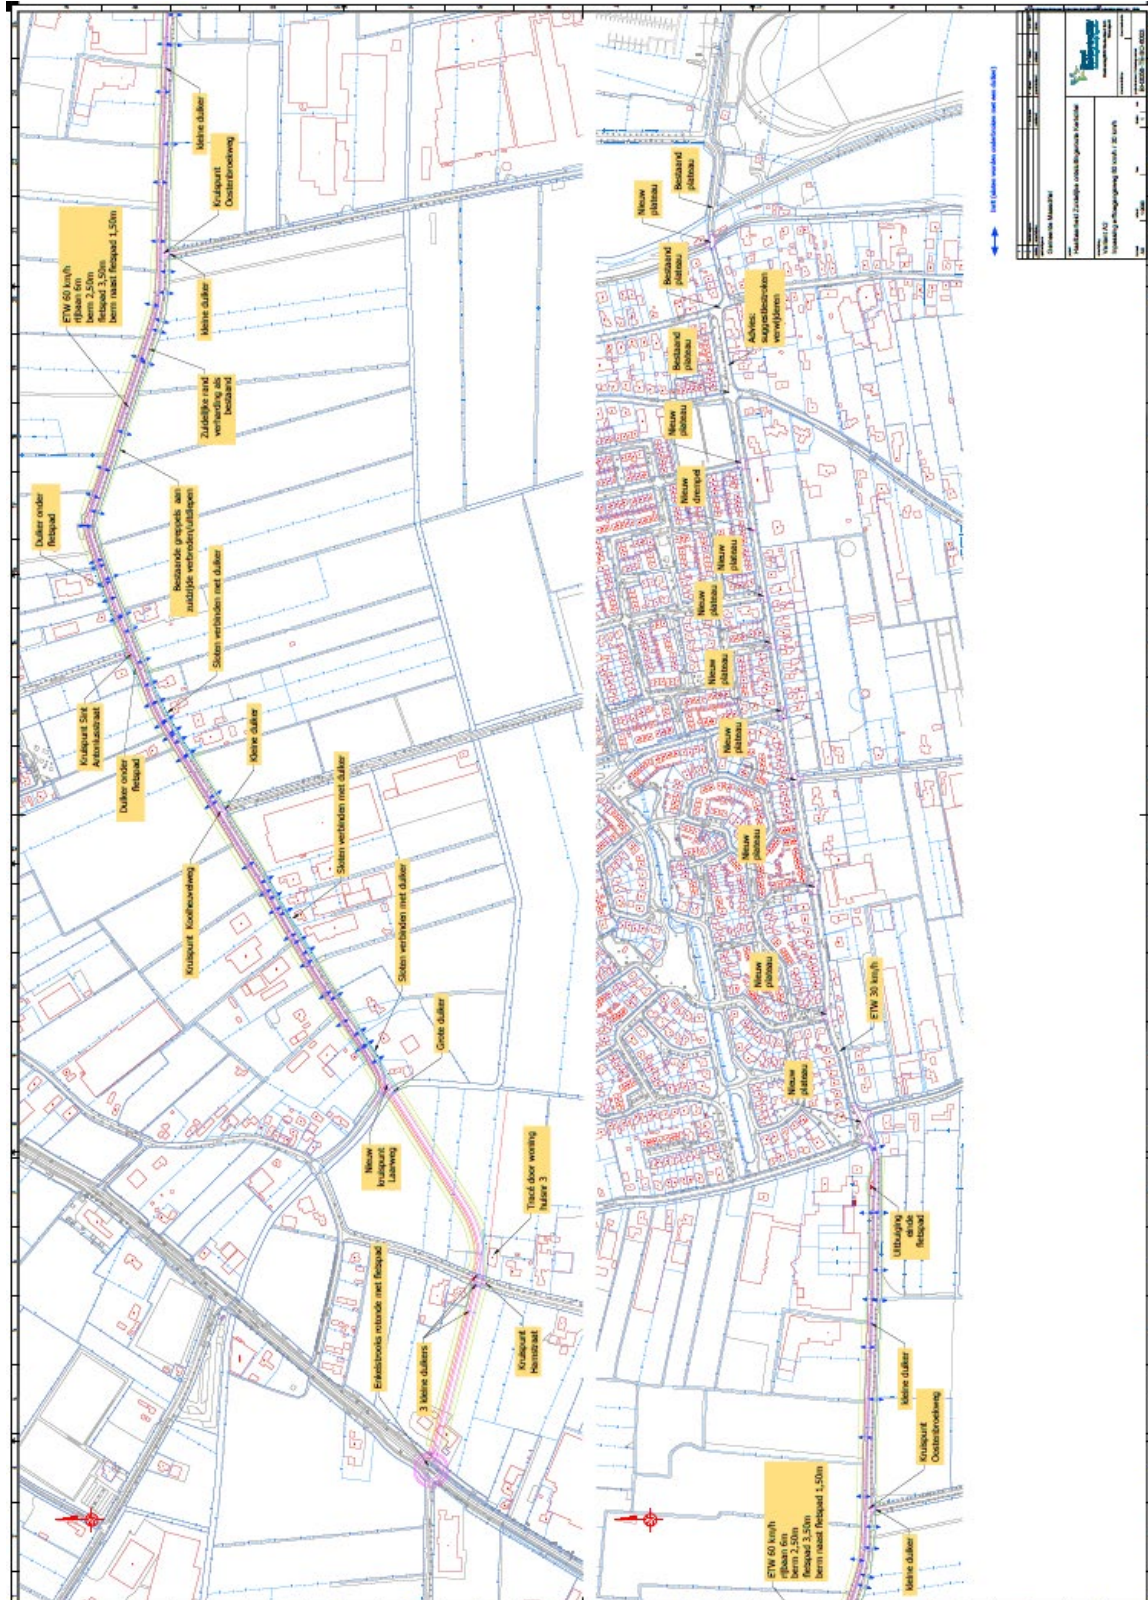 kleine duiker
Kruispunt
Oostenbroekweg
ETW 60 km/h
rijbaan 6m
berm 2,50m
fietspad 3,50m
berm naast fietspad 1,50m
kleine duiker
Zuidelijke rand
verharding als
bestaand
Duiker onder
fietspad
Bestaande greppels aan
zuidzijde verbreden/uitdiepen
Sloten verbinden met duiker
Kruispunt Sint
Antoniusstraat
Duiker onder
fietspad
Kleine duiker
Sloten verbinden met duiker
Kruispunt Kooiheuvelweg
Sloten verbinden met duiker
Grote duiker
Nieuw
kruispunt
Laarweg
Tracé door woning
huisnr 3
Enkelstrooks rotonde met fietspad
3 kleine duikers
Kruispunt
Hamstraat
Bestaand
plateau
Nieuw
plateau
Bestaand
plateau
Advies:
suggestiestroken
verwijderen
Bestaand
plateau
Nieuw
plateau
Nieuw
drempel
Nieuw
plateau
Nieuw
plateau
Nieuw
plateau
Nieuw
plateau
Nieuw
plateau
Nieuw
plateau
ETW 30 km/h
Nieuw
plateau
Uitbuiging
einde
fietspad
kleine duiker
Kruispunt
Oostenbroekweg
ETW 60 km/h
rijbaan 6m
berm 2,50m
fietspad 3,50m
berm naast fietspad 1,50m
kleine duiker
Gemeente Maasdriel